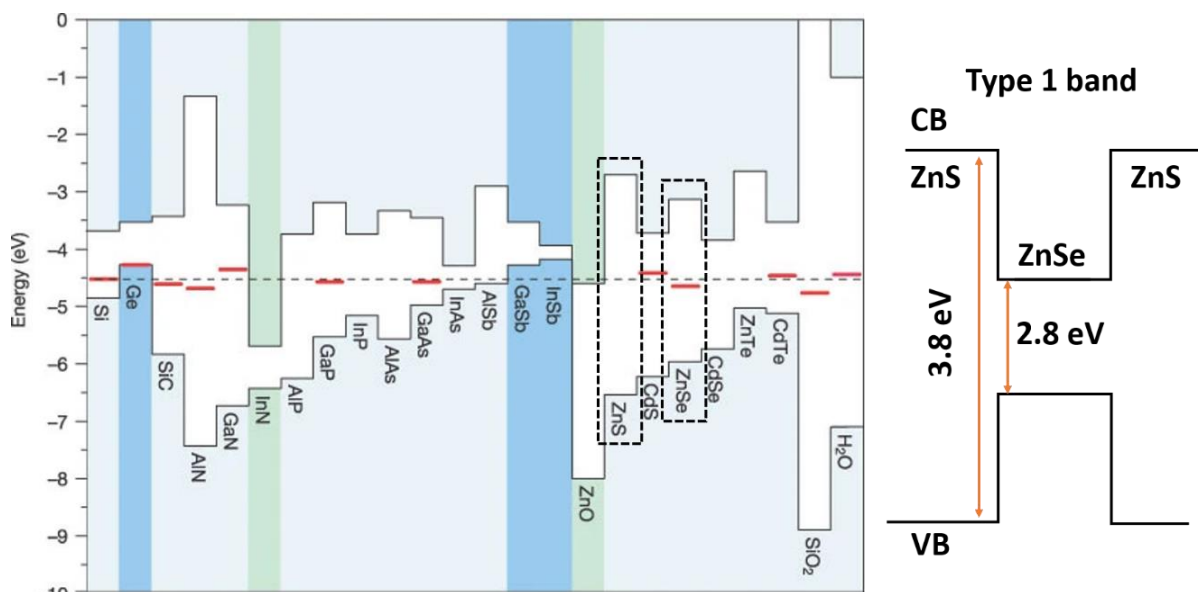 Energy (eV)
0
−1
−2
−3
−4
−5
−6
−7
−8
−9
Si
Ge
SiC
AlN
GaN
InN
AlP
GaP
InP
AlAs
GaAs
InAs
AlSb
GaSb
InSb
ZnO
ZnS
CdS
ZnSe
CdSe
ZnTe
CdTe
SiO₂
H₂O
Type 1 band
CB
ZnS
ZnS
ZnSe
3.8 eV
2.8 eV
VB